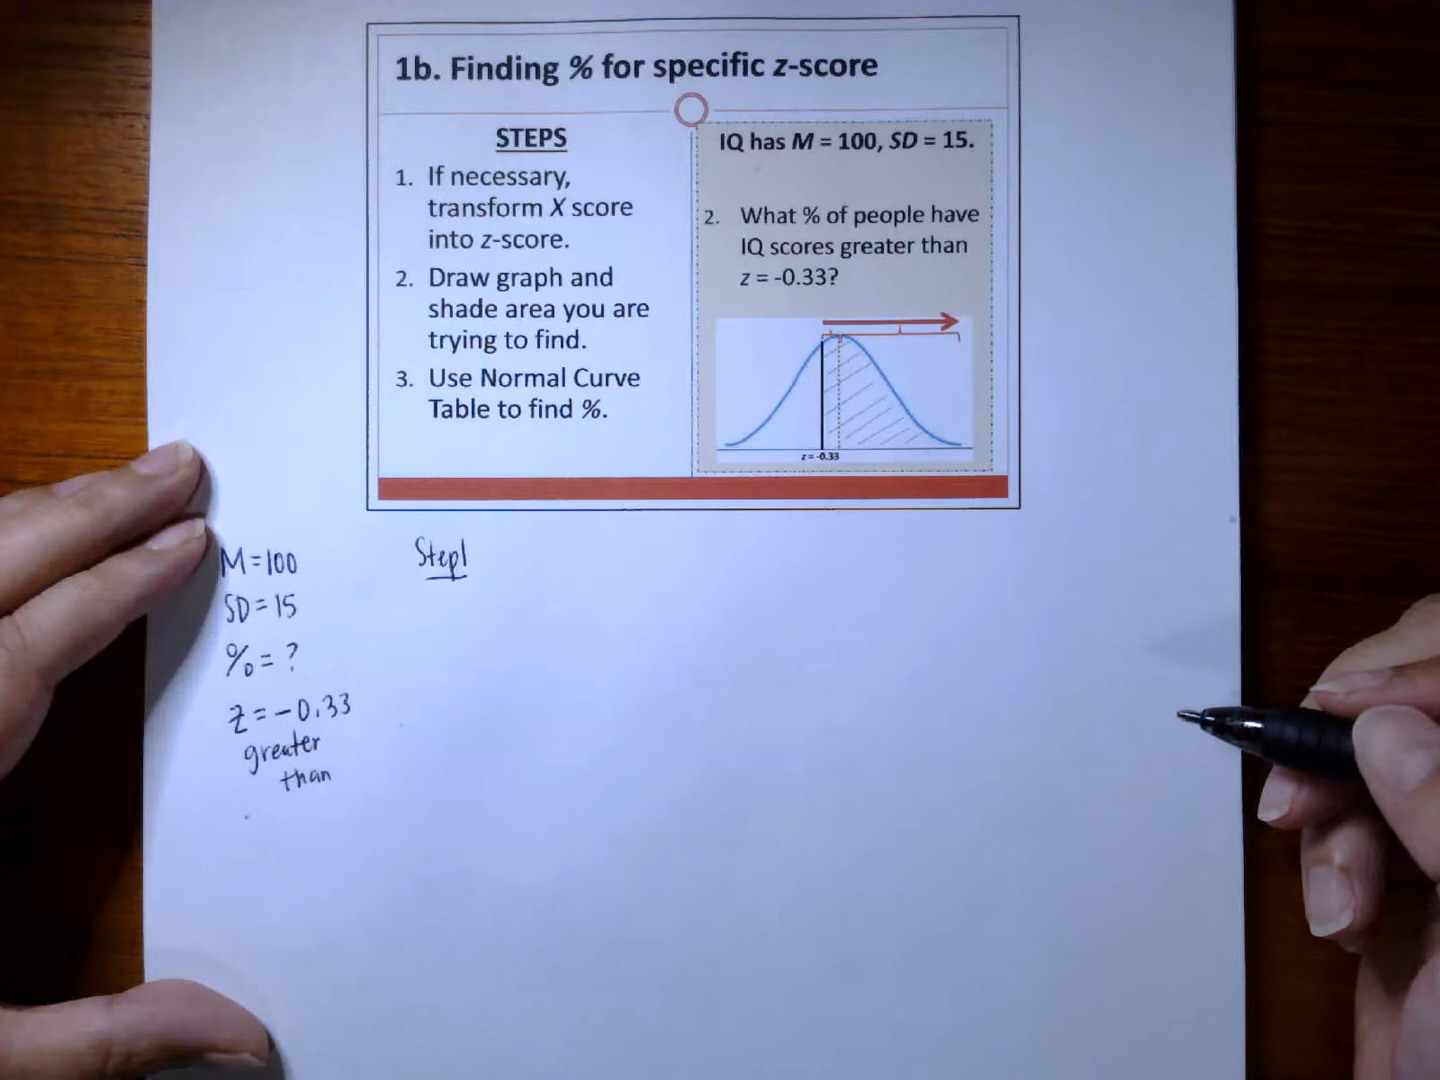 1b. Finding % for specific z-score
STEPS
1. If necessary,
transform X score
into z-score.
2. Draw graph and
shade area you are
trying to find.
3. Use Normal Curve
Table to find %.
IQ has M = 100, SD = 15.
2. What % of people have
IQ scores greater than
z = -0.33?
z = -0.33
M=100
SD=15
%=?
z=-0.33
greater
than
Step1